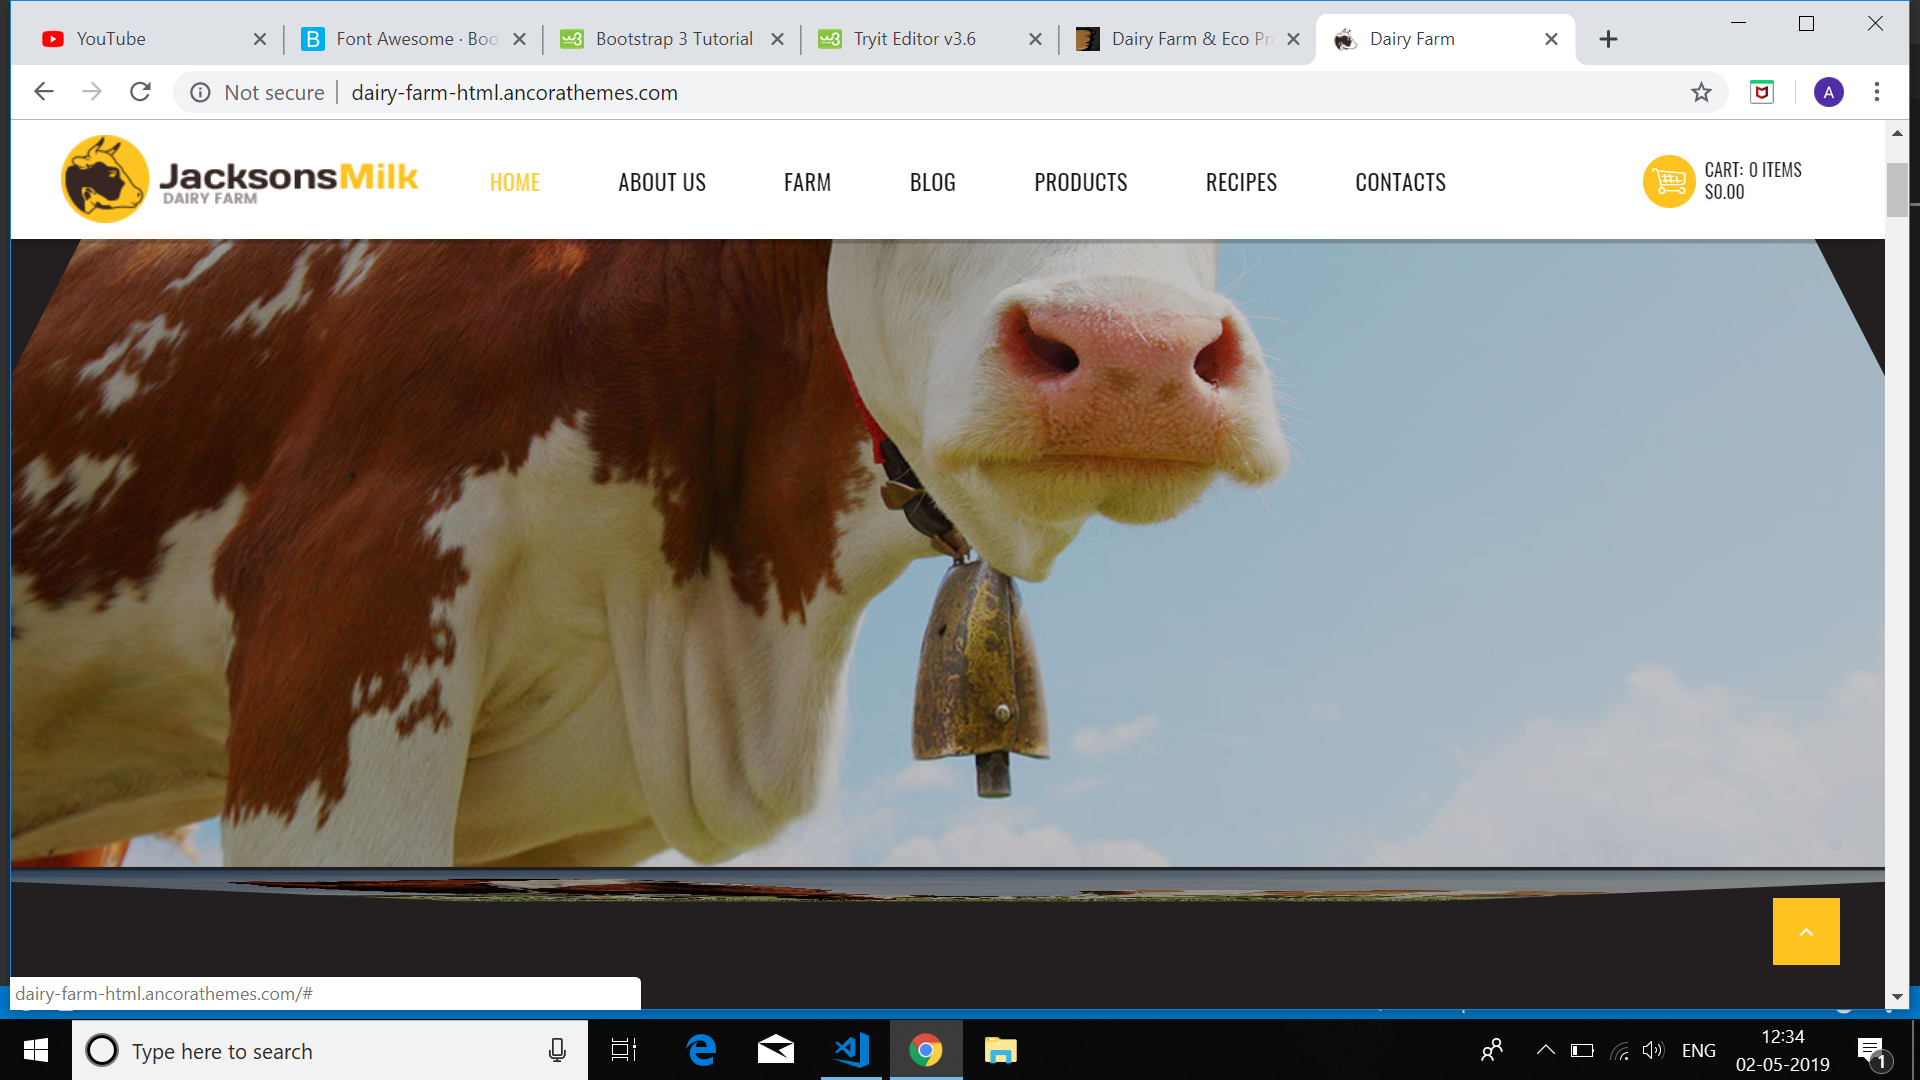 YouTube
Font Awesome · Boo
Bootstrap 3 Tutorial
Tryit Editor v3.6
Dairy Farm & Eco Pr
Dairy Farm
Not secure
dairy-farm-html.ancorathemes.com
A
JacksonsMilk
DAIRY FARM
HOME
ABOUT US
FARM
BLOG
PRODUCTS
RECIPES
CONTACTS
CART: 0 ITEMS
$0.00
dairy-farm-html.ancorathemes.com/#
Type here to search
ENG
12:34
02-05-2019
1